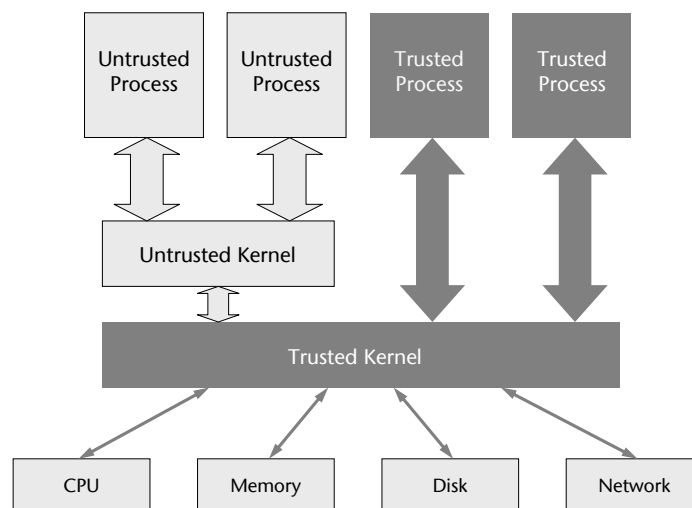 Untrusted
Process
Untrusted
Process
Trusted
Process
Trusted
Process
Untrusted Kernel
Trusted Kernel
CPU
Memory
Disk
Network